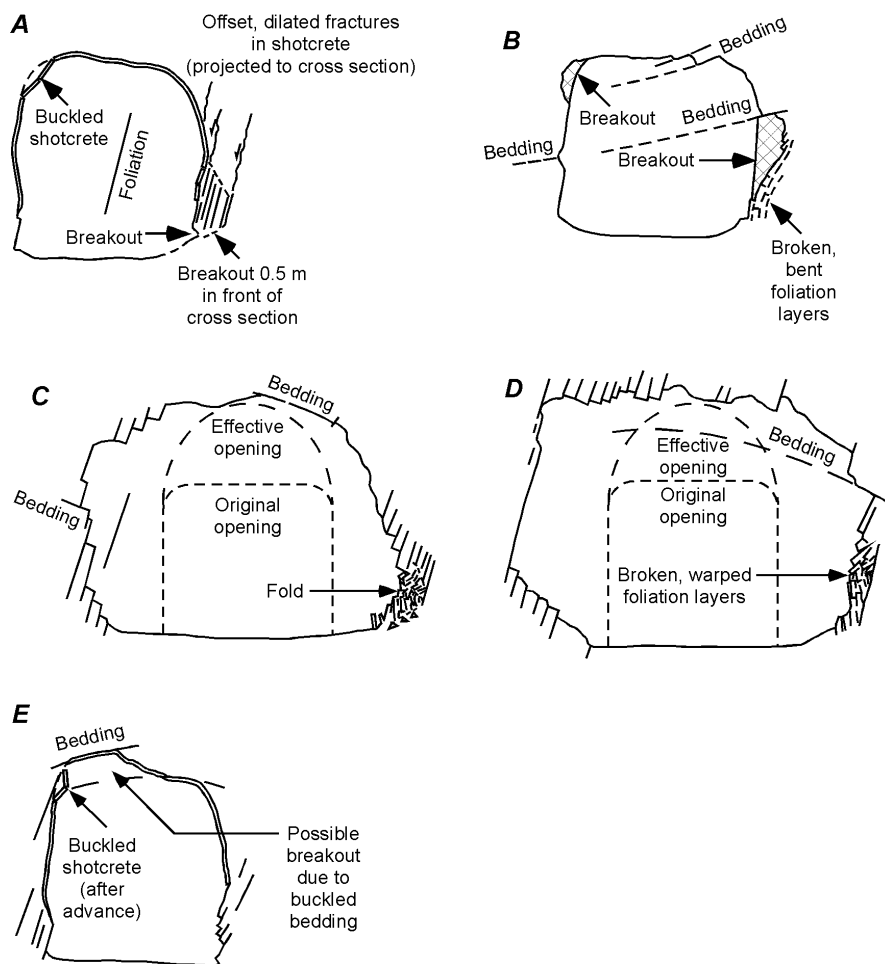 A
Offset, dilated fractures
in shotcrete
(projected to cross section)
Buckled
shotcrete
Foliation
Breakout
Breakout 0.5 m
in front of
cross section
B
Bedding
Breakout
Bedding
Bedding
Breakout
Broken,
bent
foliation
layers
C
Bedding
Effective
opening
Bedding
Original
opening
Fold
D
Bedding
Effective
opening
Original
opening
Broken, warped
foliation layers
E
Bedding
Buckled
shotcrete
(after
advance)
Possible
breakout
due to
buckled
bedding